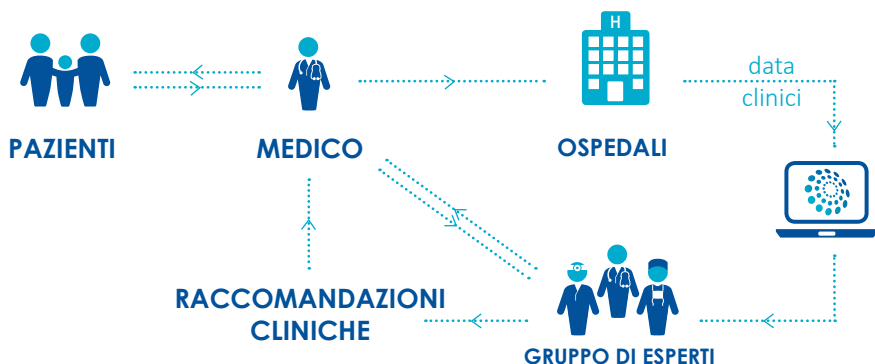 H
data
clinici
PAZIENTI
MEDICO
OSPEDALI
RACCOMANDAZIONI
CLINICHE
GRUPPO DI ESPERTI